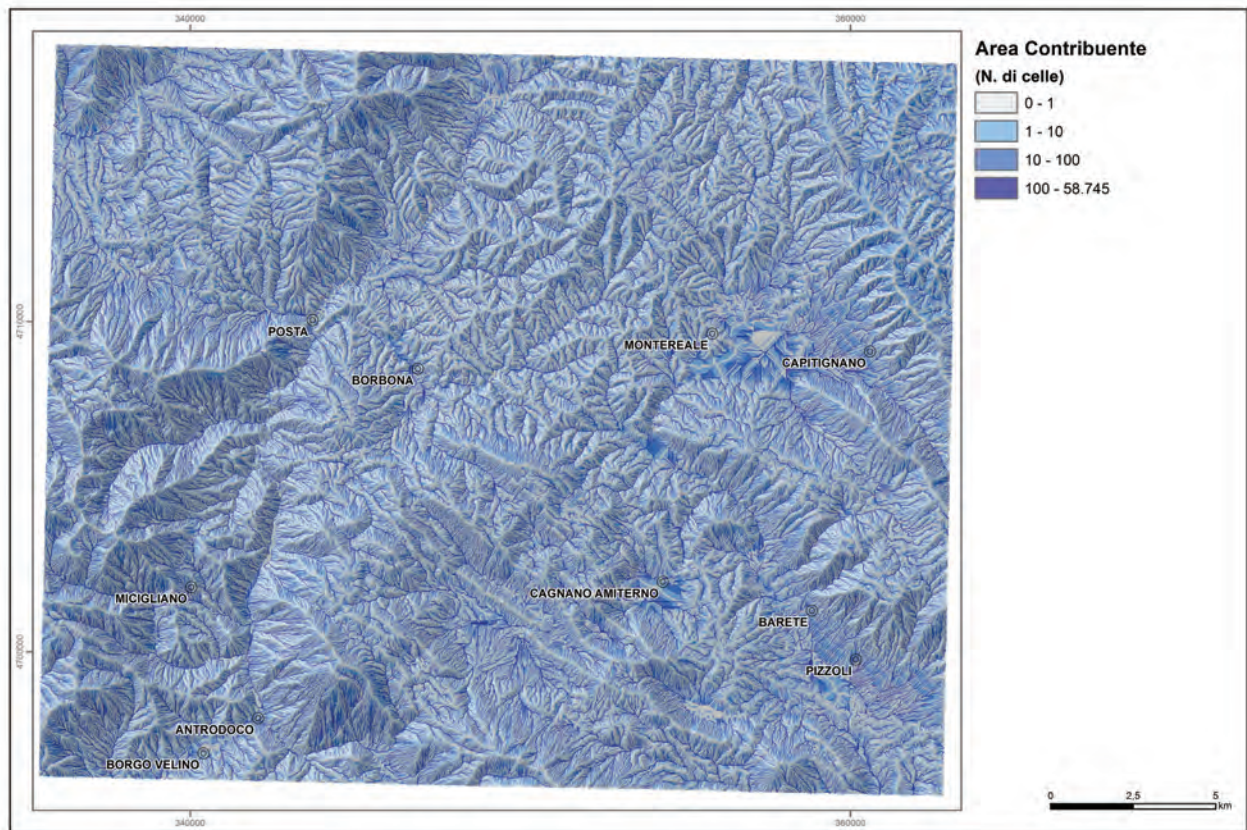 340000
360000
Area Contribuente
(N. di celle)
0 - 1
1 - 10
10 - 100
100 - 58.745
4710000
POSTA
MONTEREALE
CAPITIGNANO
BORBONA
MICIGLIANO
CAGNANO AMITERNO
BARETE
4700000
PIZZOLI
ANTRODOCO
BORGO VELINO
0
2,5
5
km
340000
360000